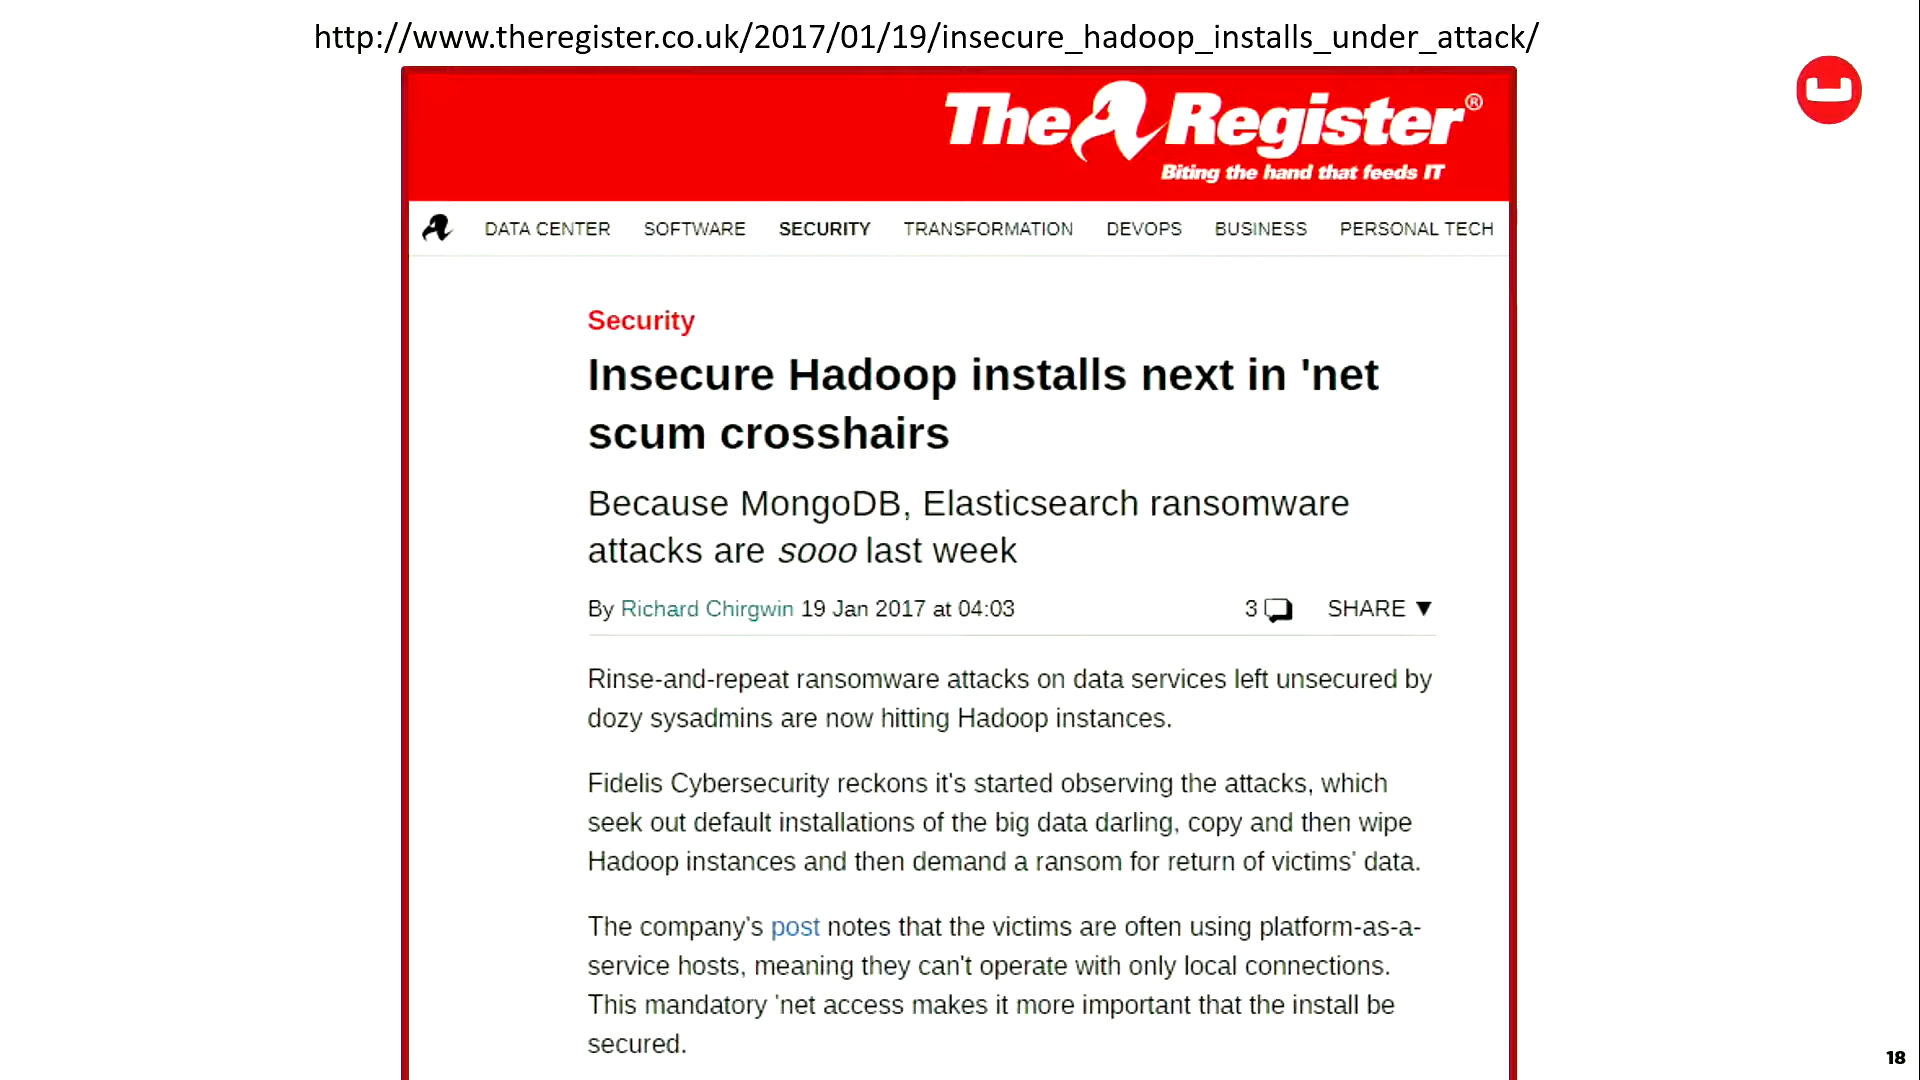 http://www.theregister.co.uk/2017/01/19/insecure_hadoop_installs_under_attack/
The Register®
Biting the hand that feeds IT
DATA CENTER SOFTWARE SECURITY TRANSFORMATION DEVOPS BUSINESS PERSONAL TECH
Security
Insecure Hadoop installs next in 'net
scum crosshairs
Because MongoDB, Elasticsearch ransomware
attacks are sooo last week
By Richard Chirgwin 19 Jan 2017 at 04:03 3 SHARE ▼
Rinse-and-repeat ransomware attacks on data services left unsecured by
dozy sysadmins are now hitting Hadoop instances.
Fidelis Cybersecurity reckons it's started observing the attacks, which
seek out default installations of the big data darling, copy and then wipe
Hadoop instances and then demand a ransom for return of victims' data.
The company's post notes that the victims are often using platform-as-a-
service hosts, meaning they can't operate with only local connections.
This mandatory 'net access makes it more important that the install be
secured.
18